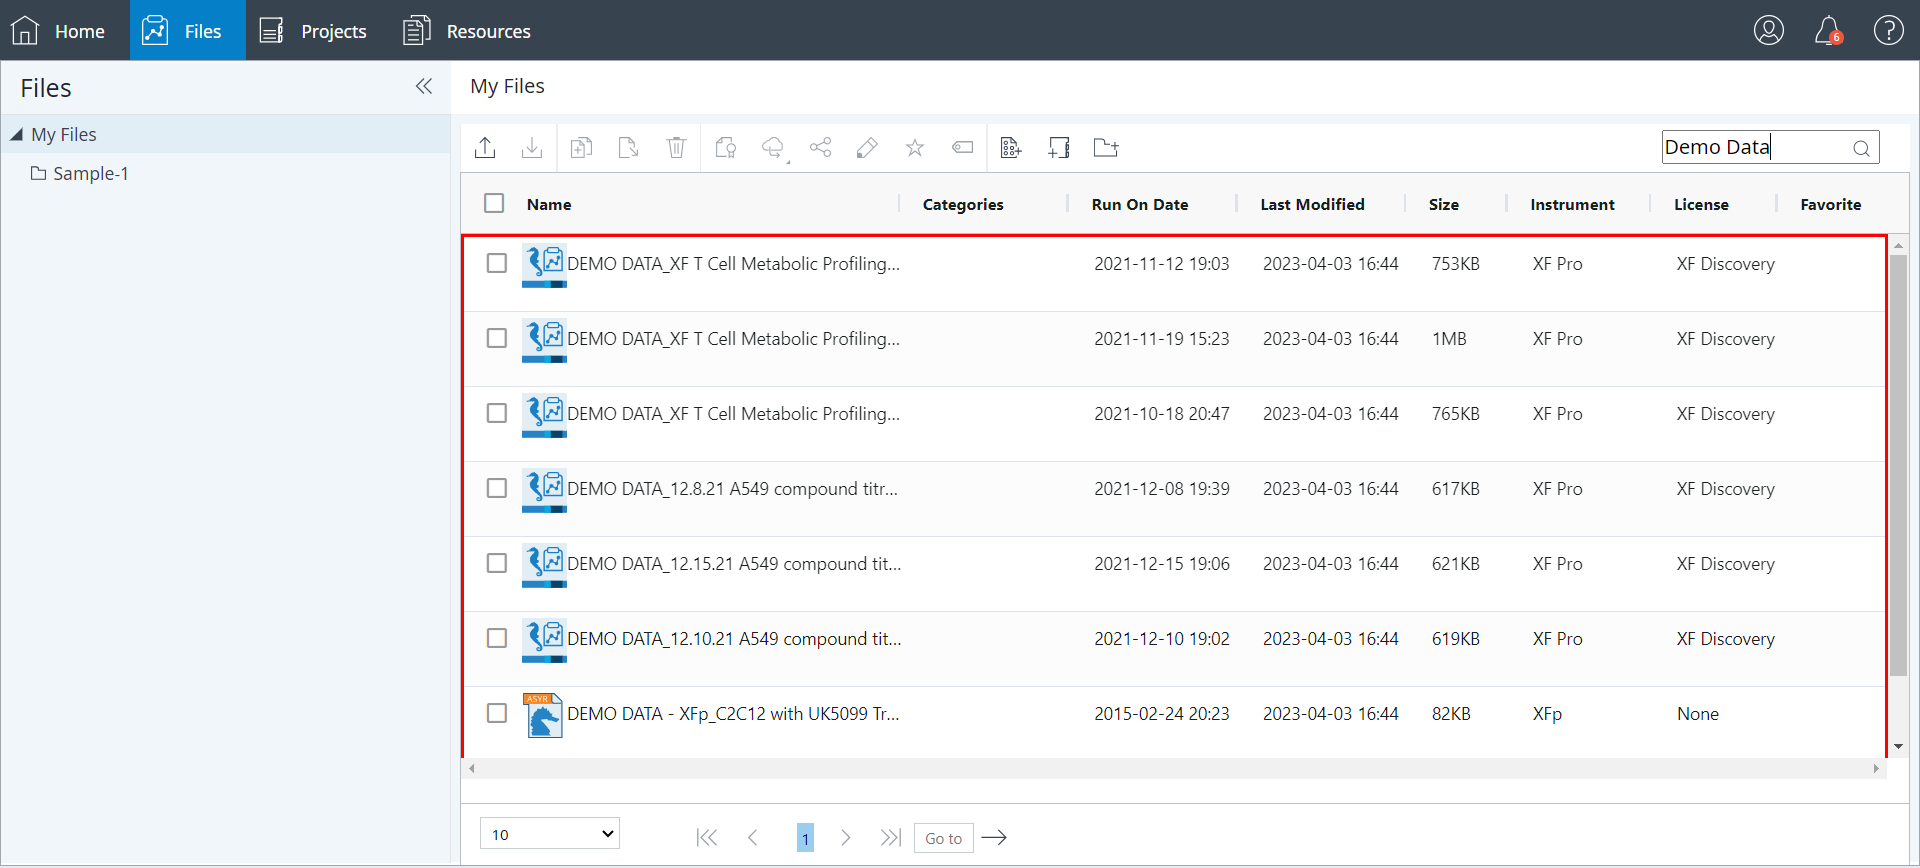 Home Files Projects Resources 6 ?
Files My Files
My Files
Sample-1
Demo Data
Name Categories Run On Date Last Modified Size Instrument License Favorite
DEMO DATA_XF T Cell Metabolic Profiling... 2021-11-12 19:03 2023-04-03 16:44 753KB XF Pro XF Discovery
DEMO DATA_XF T Cell Metabolic Profiling... 2021-11-19 15:23 2023-04-03 16:44 1MB XF Pro XF Discovery
DEMO DATA_XF T Cell Metabolic Profiling... 2021-10-18 20:47 2023-04-03 16:44 765KB XF Pro XF Discovery
DEMO DATA_12.8.21 A549 compound titr... 2021-12-08 19:39 2023-04-03 16:44 617KB XF Pro XF Discovery
DEMO DATA_12.15.21 A549 compound tit... 2021-12-15 19:06 2023-04-03 16:44 621KB XF Pro XF Discovery
DEMO DATA_12.10.21 A549 compound tit... 2021-12-10 19:02 2023-04-03 16:44 619KB XF Pro XF Discovery
ASYR DEMO DATA - XFp_C2C12 with UK5099 Tr... 2015-02-24 20:23 2023-04-03 16:44 82KB XFp None
10 1 Go to